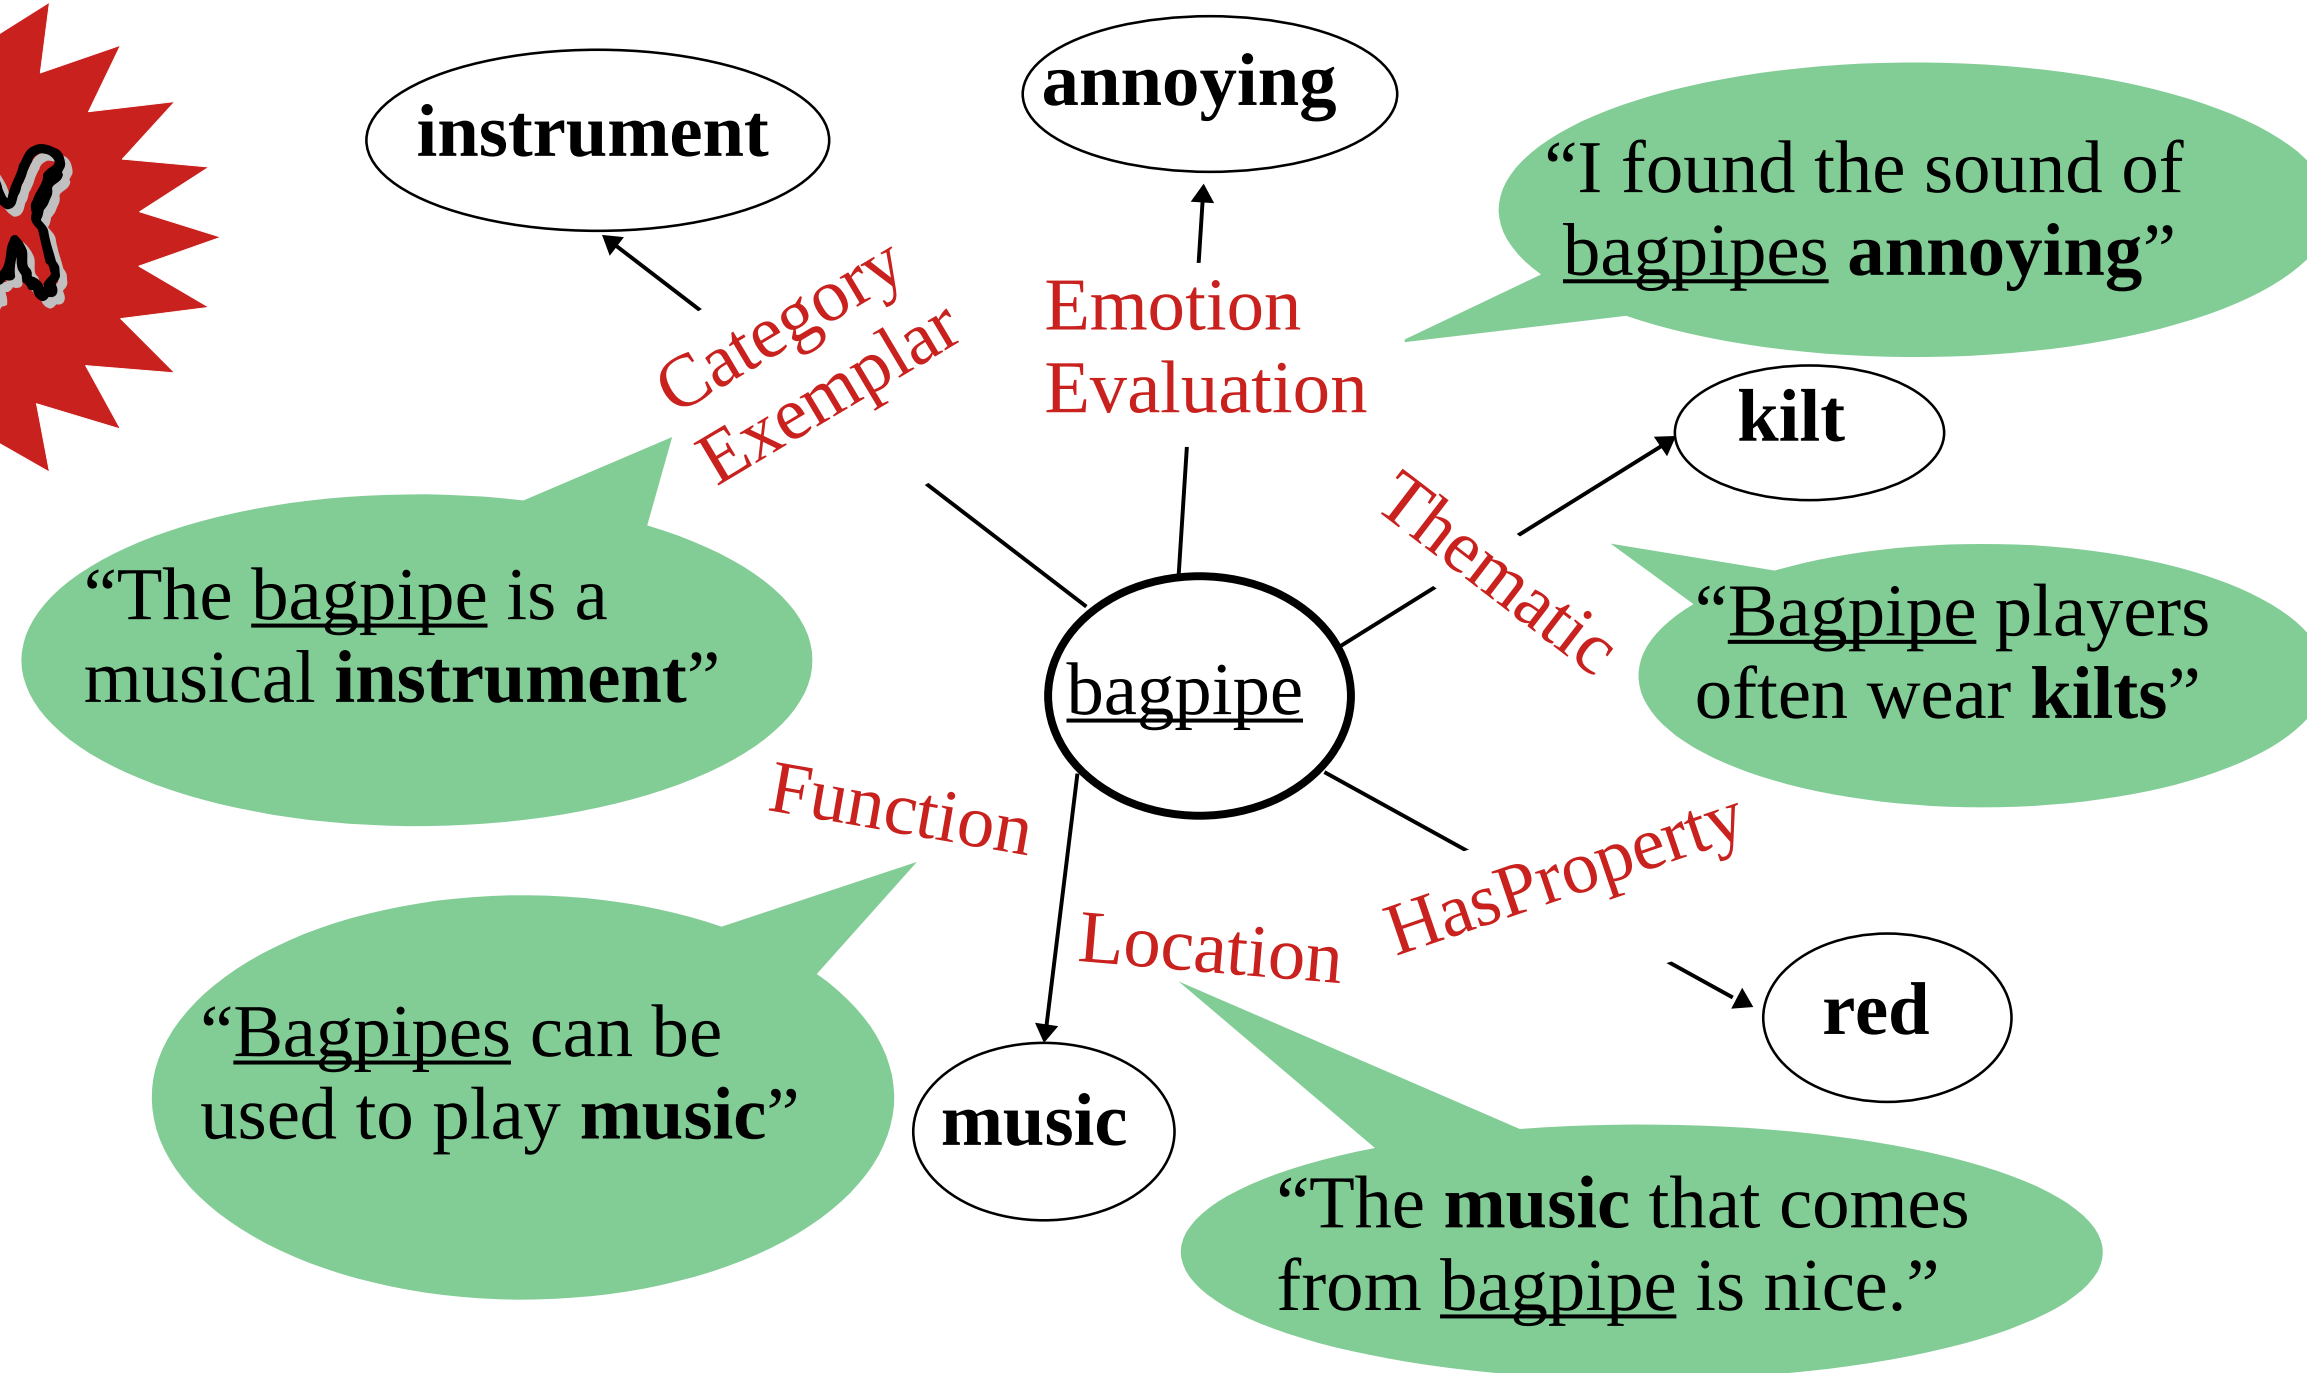 instrument
annoying
“I found the sound of
bagpipes annoying”
Category
Exemplar
Emotion
Evaluation
kilt
Thematic
“The bagpipe is a
musical instrument”
“Bagpipe players
often wear kilts”
bagpipe
Function
HasProperty
Location
red
“Bagpipes can be
used to play music”
music
“The music that comes
from bagpipe is nice.”